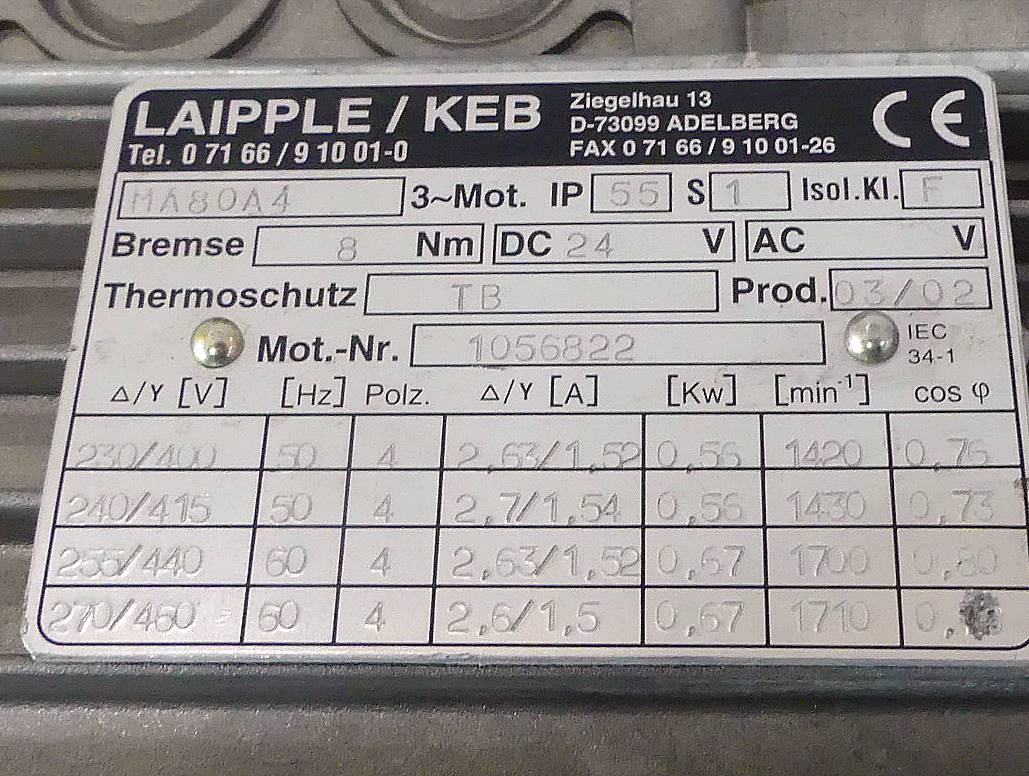 LAIPPLE / KEB Ziegelhau 13
D-73099 ADELBERG
Tel. 0 71 66 / 9 10 01-0 FAX 0 71 66 / 9 10 01-26 CE
MA80A4 3~Mot. IP 55 S 1 Isol.Kl. F
Bremse 8 Nm DC 24 V AC V
Thermoschutz TB Prod. 03/02
Mot.-Nr. 1056822 IEC 34-1
△/Y [V] [Hz] Polz. △/Y [A] [Kw] [min⁻¹] cos φ
230/400 50 4 2,63/1,52 0,56 1420 0,76
240/415 50 4 2,7/1,54 0,56 1430 0,73
255/440 60 4 2,63/1,52 0,67 1700 0,80
270/460 60 4 2,6/1,5 0,67 1710 0,